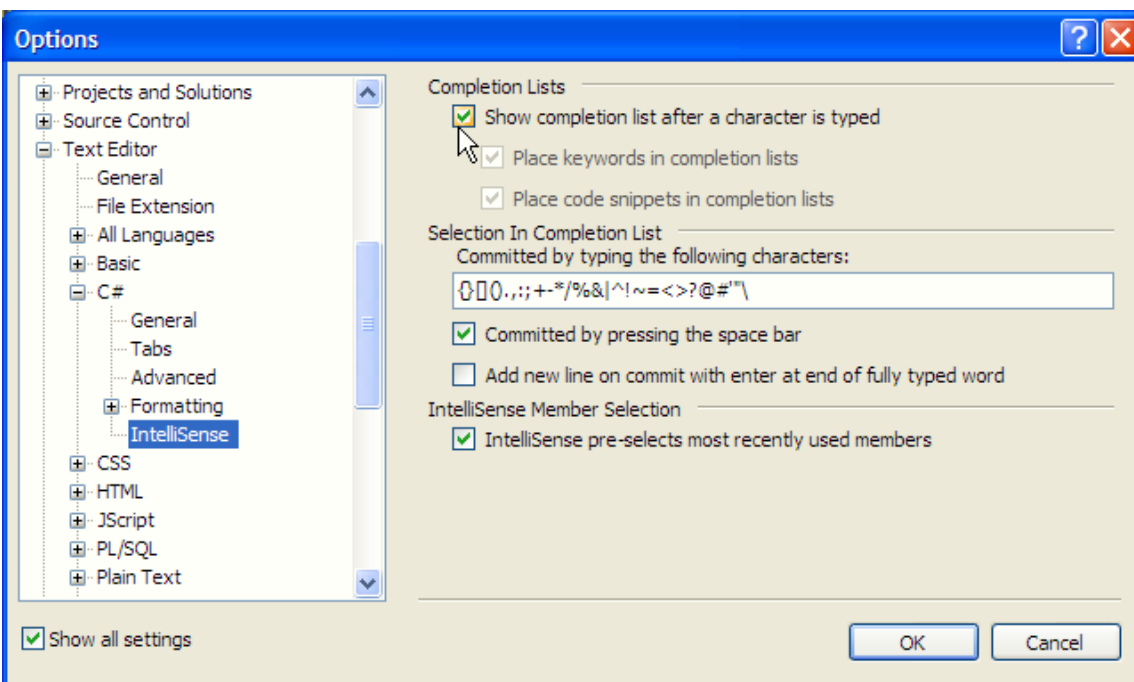 Options
Projects and Solutions
Source Control
Text Editor
General
File Extension
All Languages
Basic
C#
General
Tabs
Advanced
Formatting
IntelliSense
CSS
HTML
JScript
PL/SQL
Plain Text
Show all settings
Completion Lists
Show completion list after a character is typed
Place keywords in completion lists
Place code snippets in completion lists
Selection In Completion List
Committed by typing the following characters:
{}[]().,:;+-*/%&|^!~=<>?@#'"\
Committed by pressing the space bar
Add new line on commit with enter at end of fully typed word
IntelliSense Member Selection
IntelliSense pre-selects most recently used members
OK
Cancel